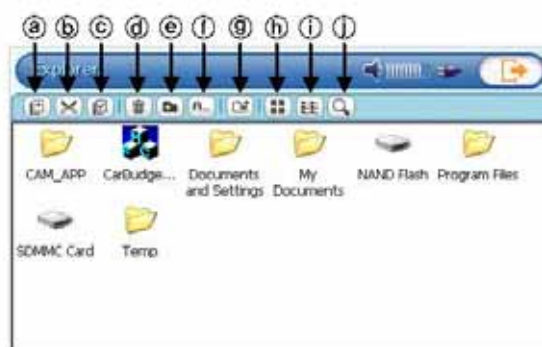 ⓐ ⓑ ⓒ ⓓ ⓔ ⓕ ⓖ ⓗ ⓘ ⓙ
Explorer
CAM_APP CarBudge... Documents My NAND Flash Program Files
and Settings Documents
SDMMC Card Temp